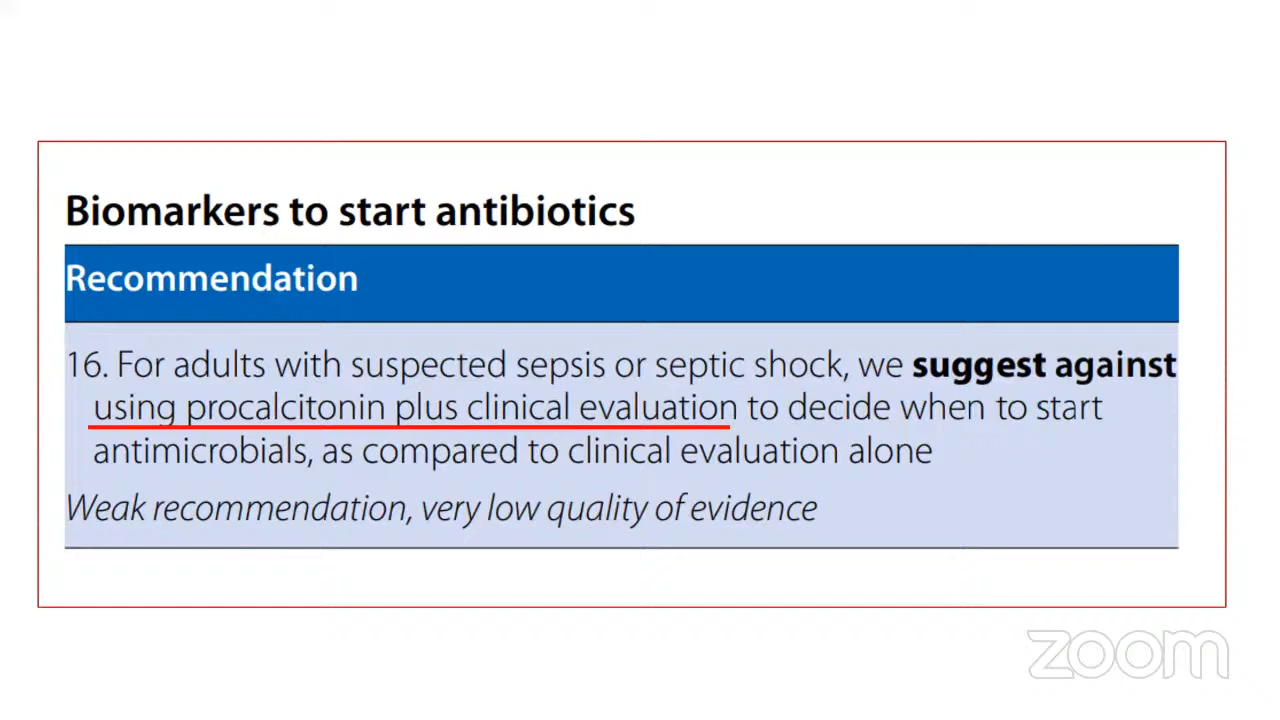 Biomarkers to start antibiotics
Recommendation
16. For adults with suspected sepsis or septic shock, we suggest against
using procalcitonin plus clinical evaluation to decide when to start
antimicrobials, as compared to clinical evaluation alone
Weak recommendation, very low quality of evidence
zoom